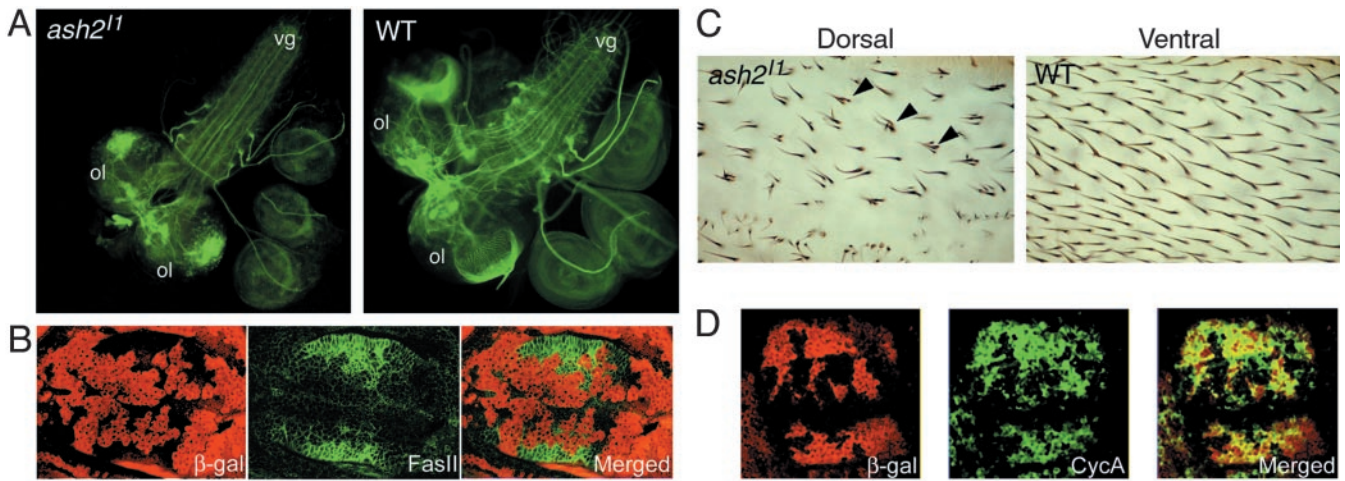 A
ash2^I1
vg
ol
ol
WT
vg
ol
ol
B
β-gal
FasII
Merged
C
Dorsal
Ventral
ash2^I1
WT
D
β-gal
CycA
Merged